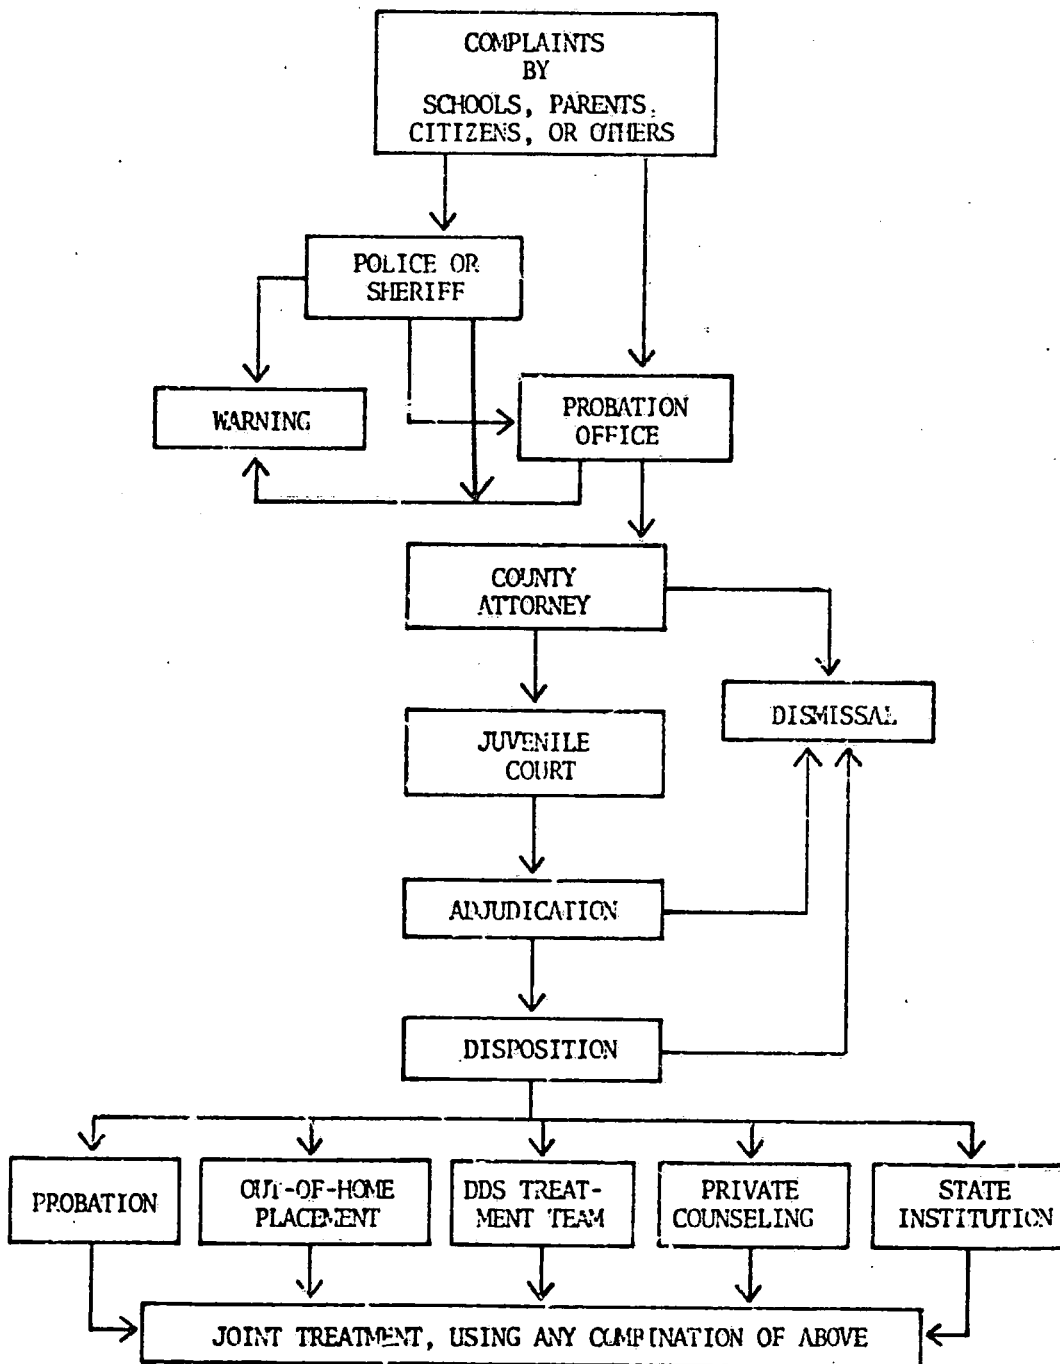 COMPLAINTS
BY
SCHOOLS, PARENTS,
CITIZENS, OR OTHERS
POLICE OR
SHERIFF
WARNING
PROBATION
OFFICE
COUNTY
ATTORNEY
DISMISSAL
JUVENILE
COURT
ADJUDICATION
DISPOSITION
PROBATION
OUT-OF-HOME
PLACEMENT
DDS TREAT-
MENT TEAM
PRIVATE
COUNSELING
STATE
INSTITUTION
JOINT TREATMENT, USING ANY COMBINATION OF ABOVE